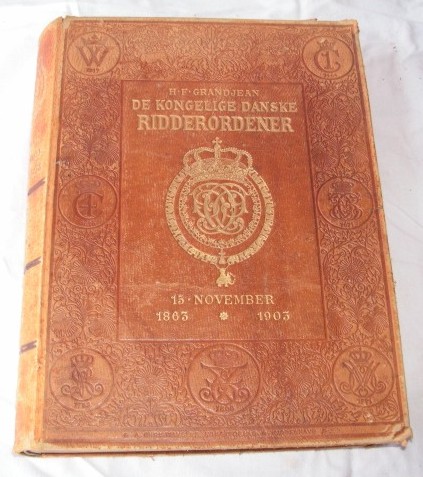 H·F·GRANDJEAN
DE KONGELIGE DANSKE
RIDDERORDENER
15·NOVEMBER
1863 1903